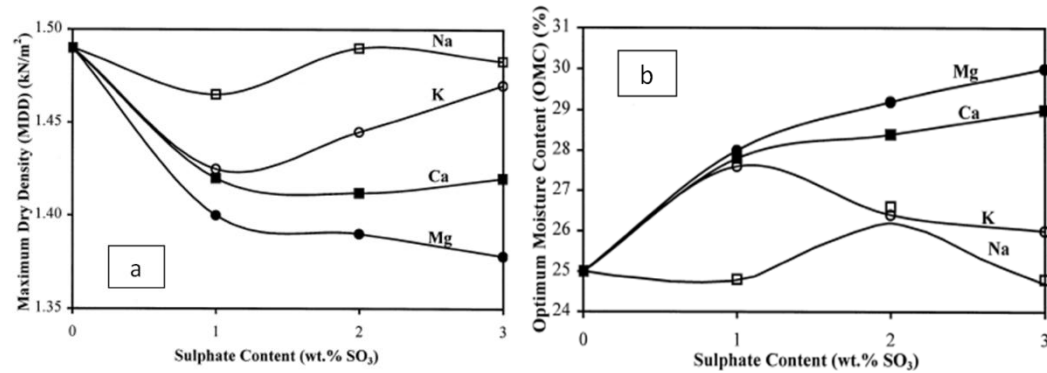 Maximum Dry Density (MDD) (kN/m²)
1.50
1.45
1.40
1.35
Na
K
Ca
Mg
a
0 1 2 3
Sulphate Content (wt.% SO₃)
Optimum Moisture Content (OMC) (%)
31
30
29
28
27
26
25
24
b
Mg
Ca
K
Na
0 1 2 3
Sulphate Content (wt.% SO₃)